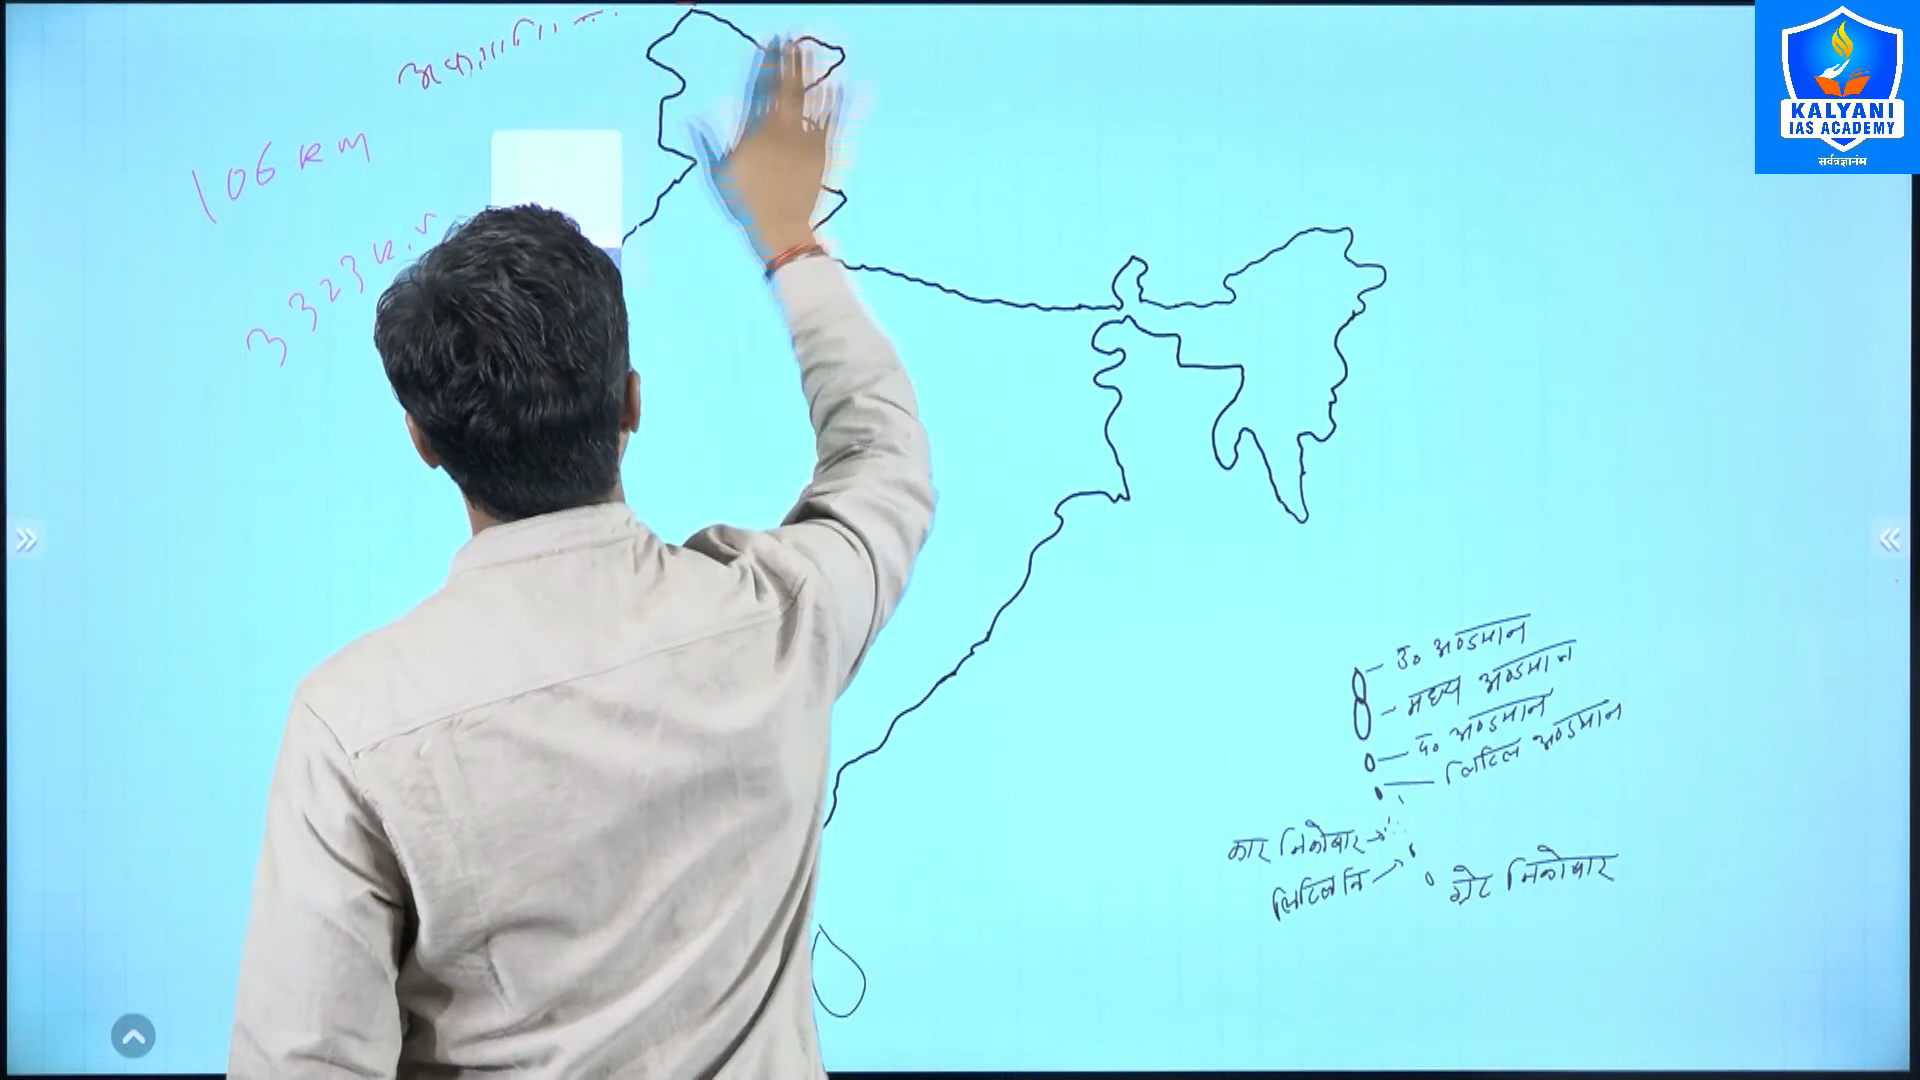 KALYANI
IAS ACADEMY
सर्वत्रज्ञानंम
106 KM
3323 K.
उ० अण्डमान
मध्य अण्डमान
द० अण्डमान
लिटिल अण्डमान
कार निकोबार
लिटिल नि
ग्रेट निकोबार